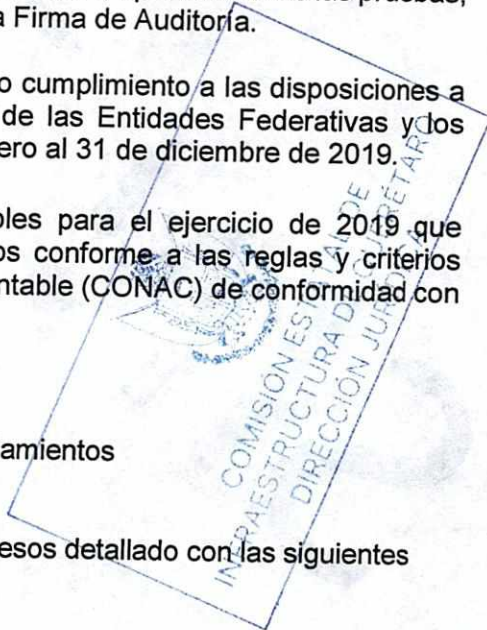 a Firma de Auditoría.
o cumplimiento a las disposiciones a
de las Entidades Federativas y los
ero al 31 de diciembre de 2019.
bles para el ejercicio de 2019 que
os conforme a las reglas y criterios
ntable (CONAC) de conformidad con
amientos
esos detallado con las siguientes
COMISIÓN ESTATAL DE
INFRAESTRUCTURA DE QUERÉTARO
DIRECCIÓN JURÍDICA